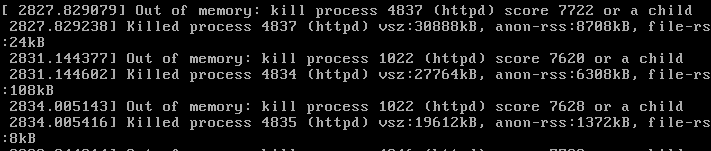 [ 2827.829079] Out of memory: kill process 4837 (httpd) score 7722 or a child
2827.829238] Killed process 4837 (httpd) vsz:30888kB, anon-rss:8708kB, file-rs
:24kB
2831.144377] Out of memory: kill process 1022 (httpd) score 7620 or a child
2831.144602] Killed process 4834 (httpd) vsz:27764kB, anon-rss:6308kB, file-rs
:108kB
2834.005143] Out of memory: kill process 1022 (httpd) score 7628 or a child
2834.005416] Killed process 4835 (httpd) vsz:19612kB, anon-rss:1372kB, file-rs
:8kB